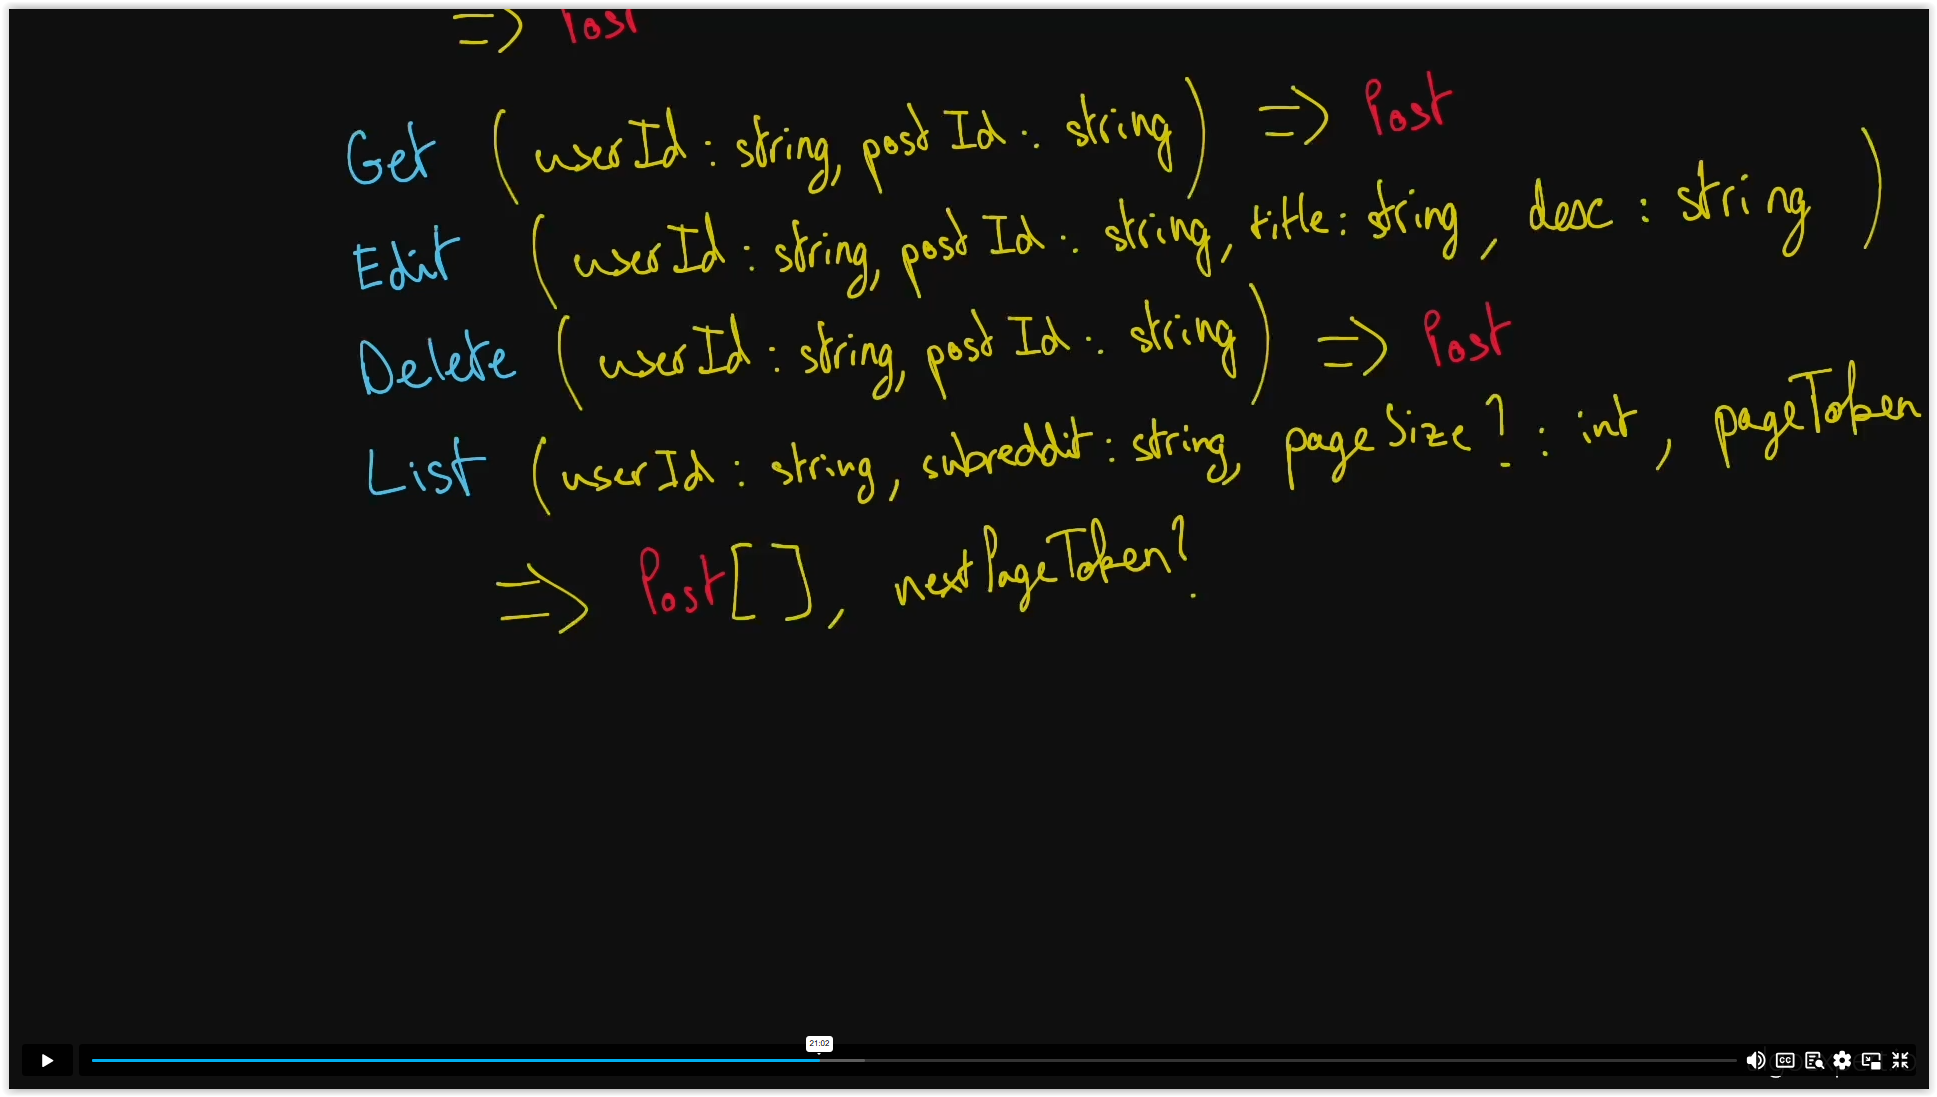 => Post
Get (userId: string, postId: string) => Post
Edit (userId: string, postId: string, title: string, desc: string)
Delete (userId: string, postId: string) => Post
List (userId: string, subreddit: string, pageSize?: int, pageToken
=> Post[], nextPageToken?
21:02
CC